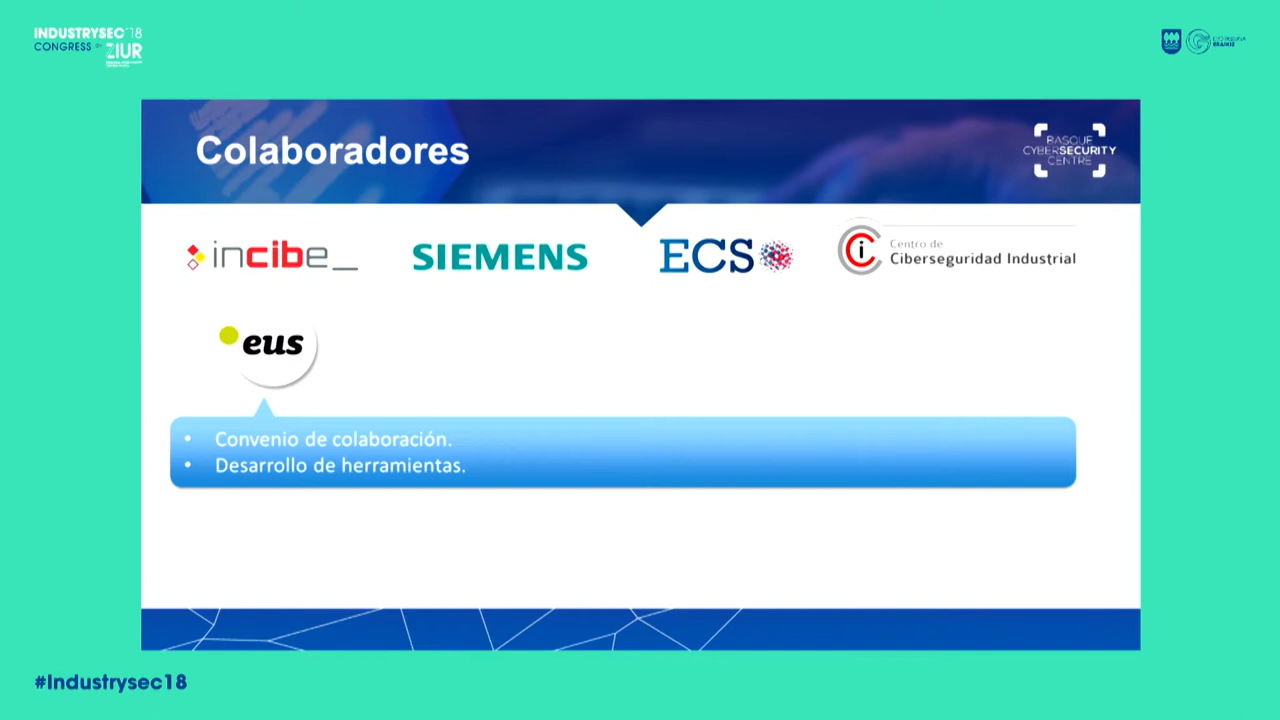 INDUSTRYSEC'18
CONGRESS BY ZIUR
Colaboradores
BASQUE
CYBERSECURITY
CENTRE
incibe_
SIEMENS
ECS
Centro de
Ciberseguridad Industrial
eus
• Convenio de colaboración.
• Desarrollo de herramientas.
#Industrysec18